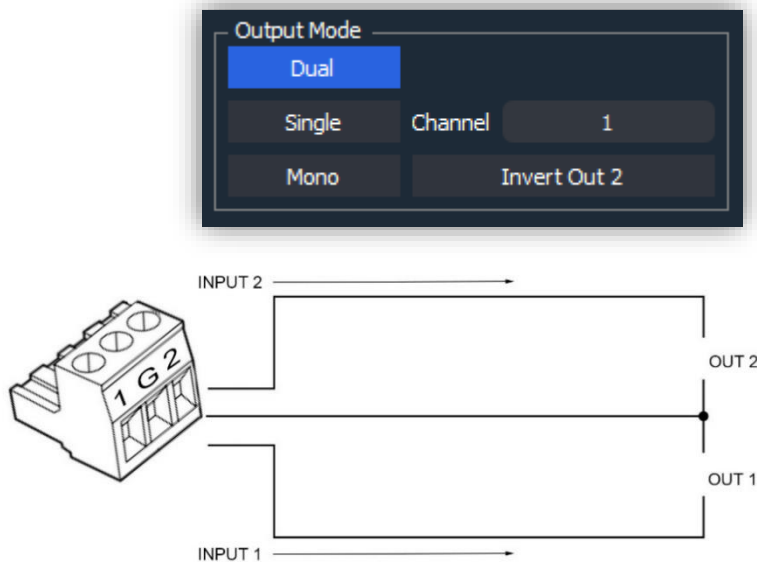 Output Mode
Dual
Single Channel 1
Mono Invert Out 2
INPUT 2
1 G 2
OUT 2
OUT 1
INPUT 1